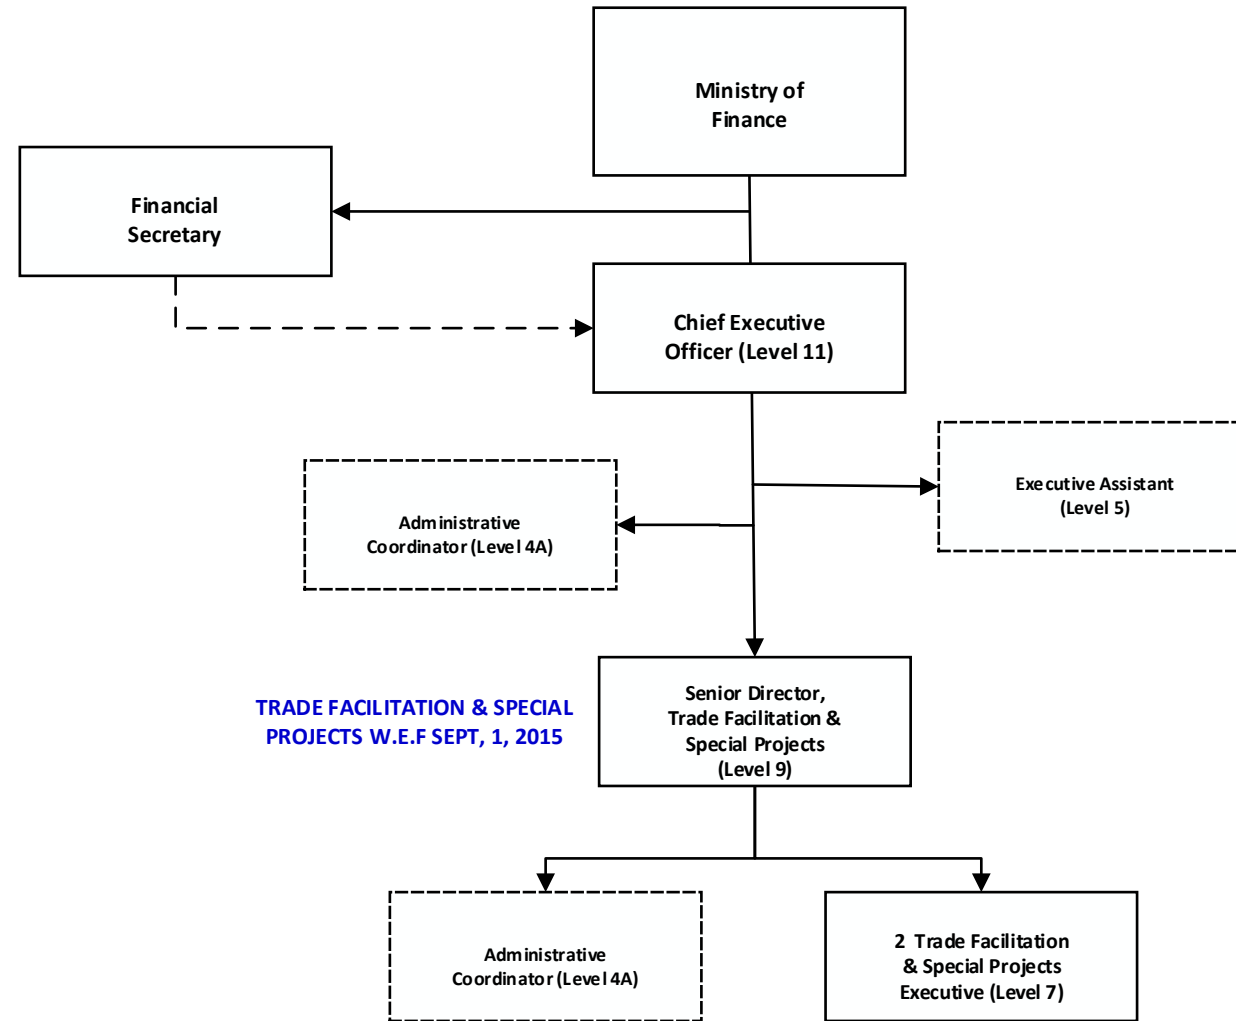 Ministry of
Finance
Financial
Secretary
Chief Executive
Officer (Level 11)
Executive Assistant
(Level 5)
Administrative
Coordinator (Level 4A)
TRADE FACILITATION & SPECIAL
PROJECTS W.E.F SEPT, 1, 2015
Senior Director,
Trade Facilitation &
Special Projects
(Level 9)
Administrative
Coordinator (Level 4A)
2 Trade Facilitation
& Special Projects
Executive (Level 7)